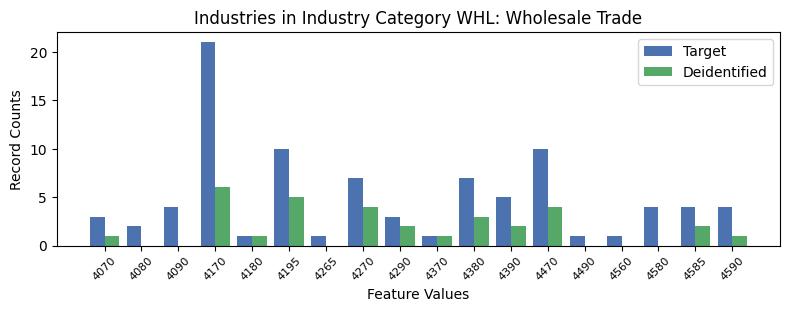 Industries in Industry Category WHL: Wholesale Trade
Target
Deidentified
Record Counts
20
15
10
5
0
4070 4080 4090 4170 4180 4195 4265 4270 4290 4370 4380 4390 4470 4490 4560 4580 4585 4590
Feature Values